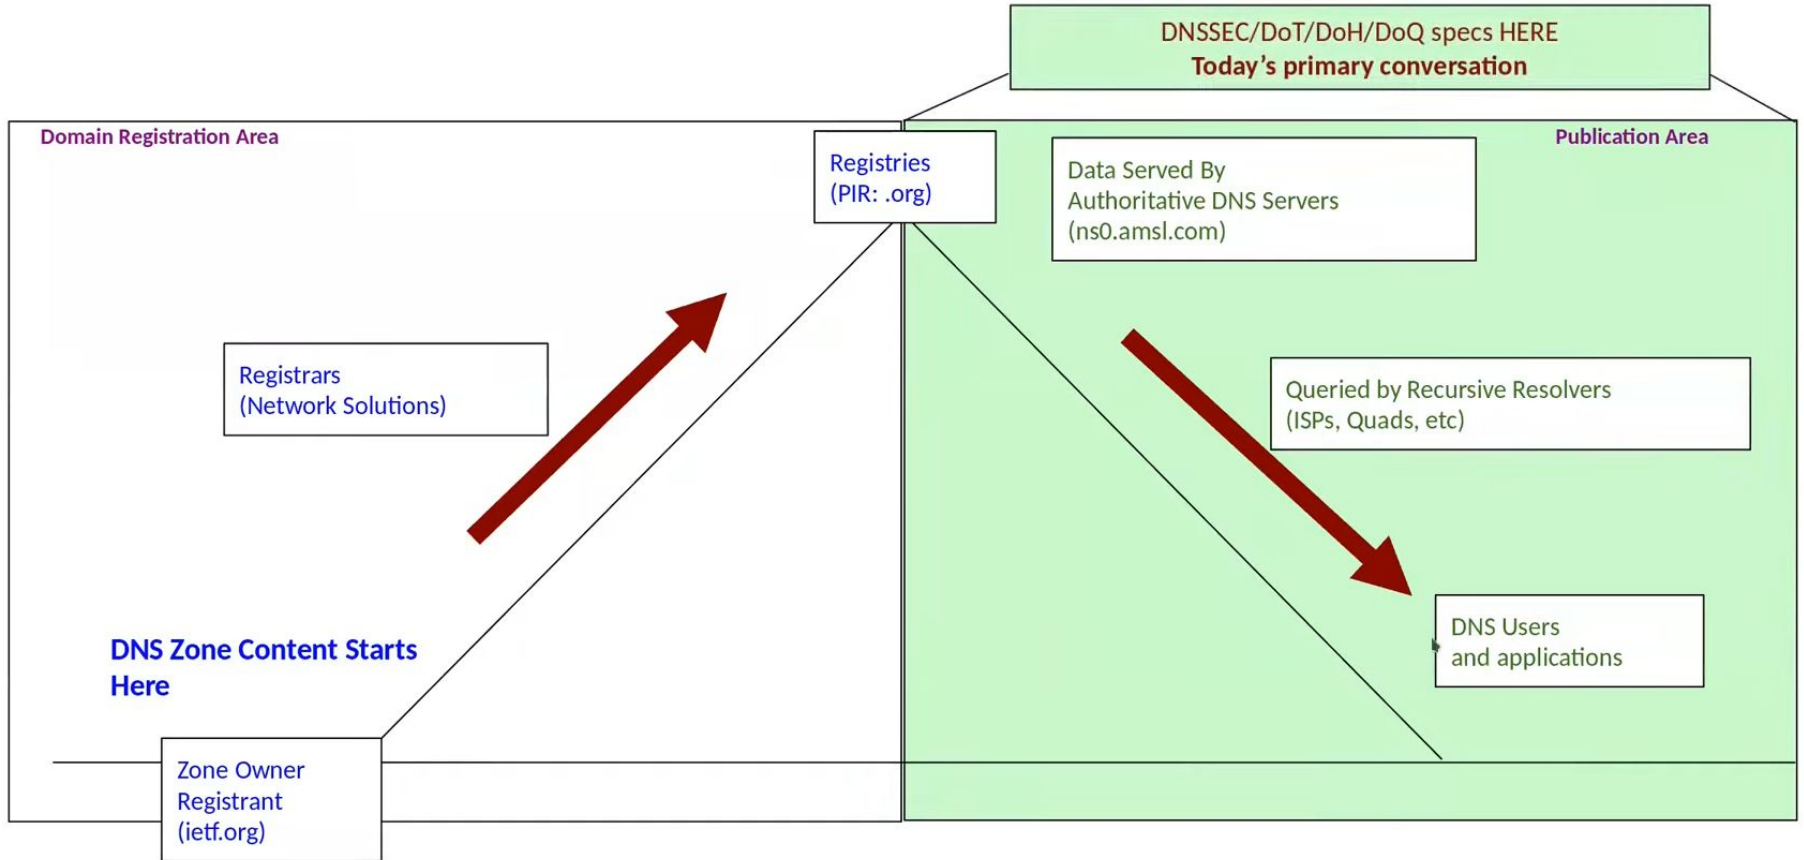 DNSSEC/DoT/DoH/DoQ specs HERE
Today’s primary conversation
Domain Registration Area
Publication Area
Registries
(PIR: .org)
Data Served By
Authoritative DNS Servers
(ns0.amsl.com)
Registrars
(Network Solutions)
Queried by Recursive Resolvers
(ISPs, Quads, etc)
DNS Users
and applications
DNS Zone Content Starts
Here
Zone Owner
Registrant
(ietf.org)